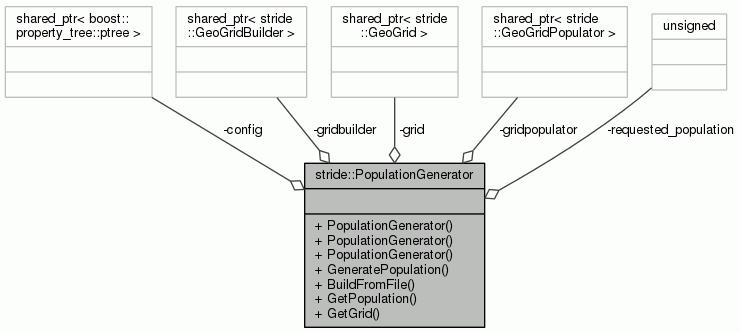 shared_ptr< boost::
property_tree::ptree >
shared_ptr< stride
::GeoGridBuilder >
shared_ptr< stride
::GeoGrid >
shared_ptr< stride
::GeoGridPopulator >
unsigned
-config
-gridbuilder
-grid
-gridpopulator
-requested_population
stride::PopulationGenerator
+ PopulationGenerator()
+ PopulationGenerator()
+ PopulationGenerator()
+ GeneratePopulation()
+ BuildFromFile()
+ GetPopulation()
+ GetGrid()